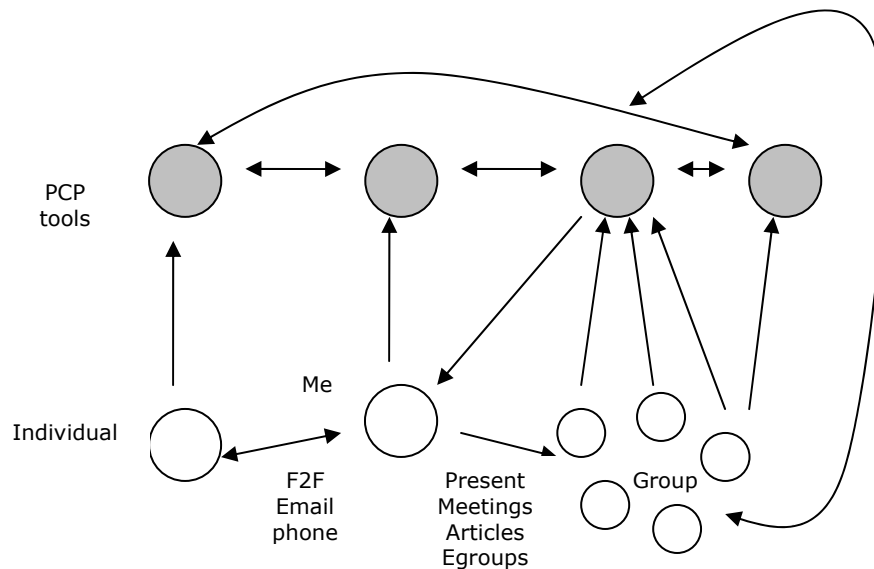 PCP
tools
Me
Individual
F2F
Email
phone
Present
Meetings
Articles
Egroups
Group